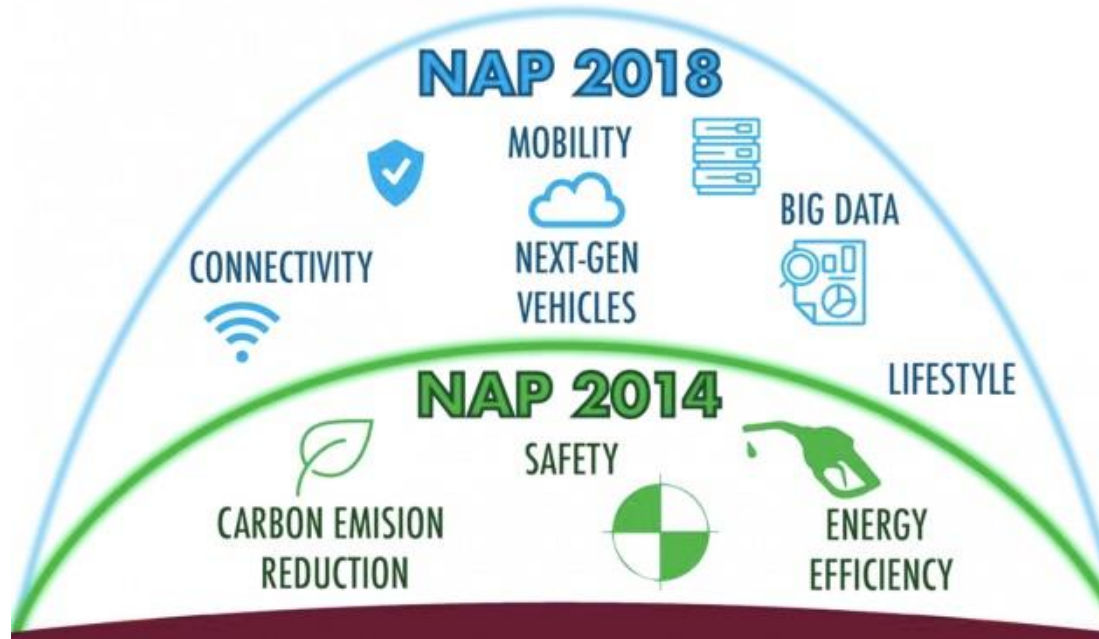 NAP 2018
MOBILITY
BIG DATA
CONNECTIVITY
NEXT-GEN
VEHICLES
LIFESTYLE
NAP 2014
SAFETY
CARBON EMISION
REDUCTION
ENERGY
EFFICIENCY